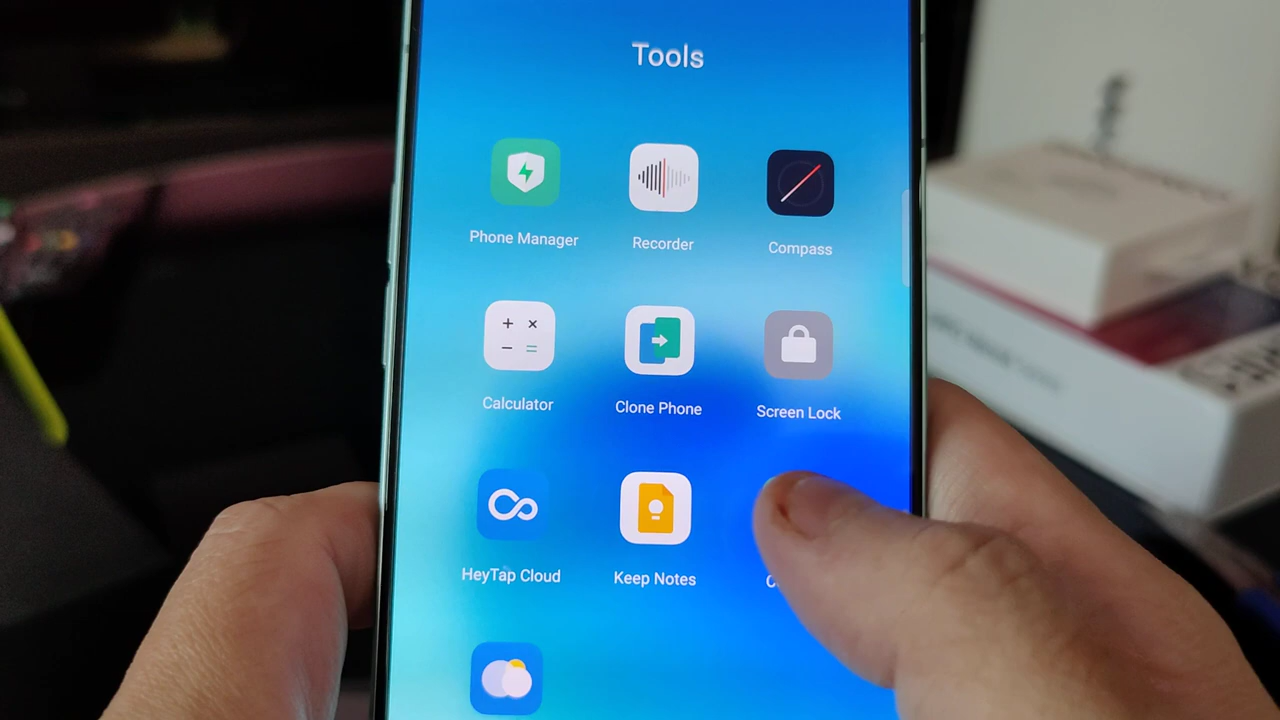 Tools
Phone Manager
Recorder
Compass
Calculator
Clone Phone
Screen Lock
HeyTap Cloud
Keep Notes